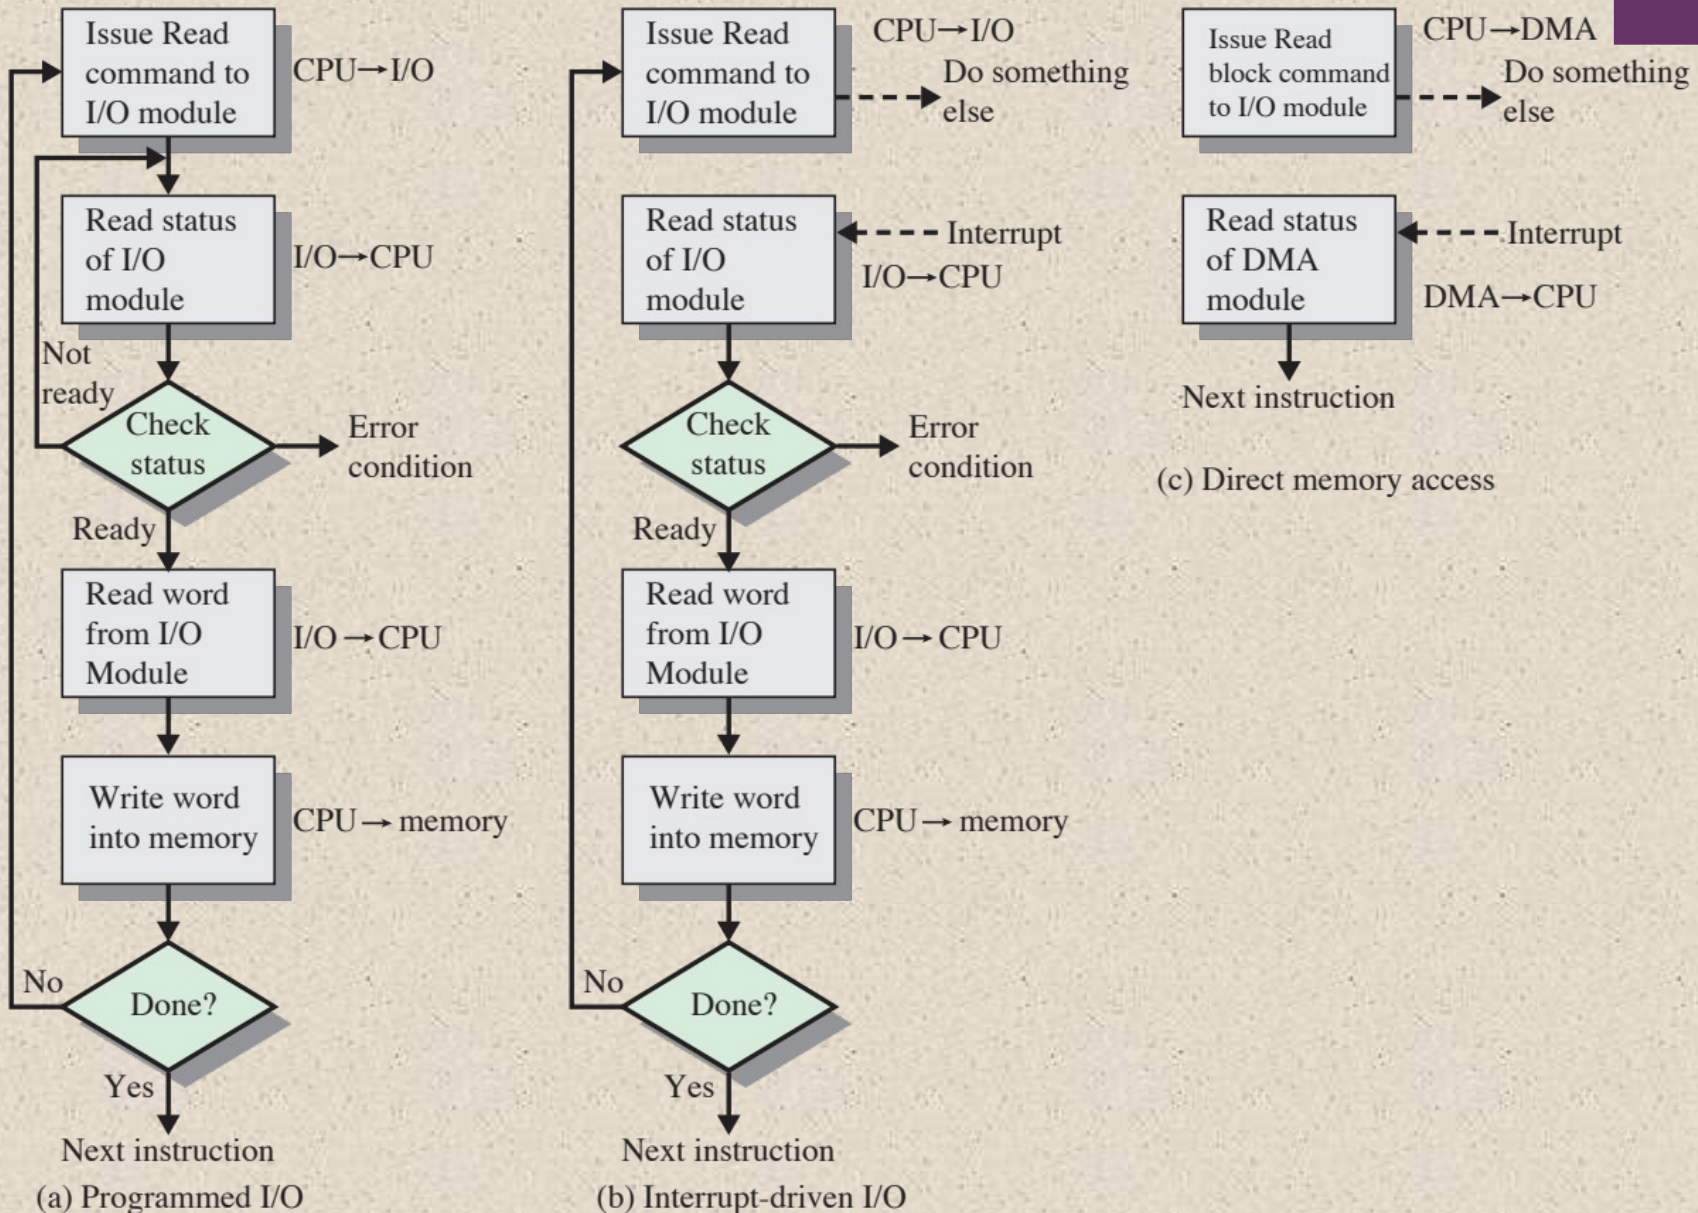 Issue Read
command to
I/O module
CPU→I/O
Read status
of I/O
module
I/O→CPU
Not
ready
Check
status
Error
condition
Ready
Read word
from I/O
Module
I/O→CPU
Write word
into memory
CPU→memory
No
Done?
Yes
Next instruction
(a) Programmed I/O
Issue Read
command to
I/O module
CPU→I/O
Do something
else
Read status
of I/O
module
Interrupt
I/O→CPU
Check
status
Error
condition
Ready
Read word
from I/O
Module
I/O→CPU
Write word
into memory
CPU→memory
No
Done?
Yes
Next instruction
(b) Interrupt-driven I/O
Issue Read
block command
to I/O module
CPU→DMA
Do something
else
Read status
of DMA
module
Interrupt
DMA→CPU
Next instruction
(c) Direct memory access